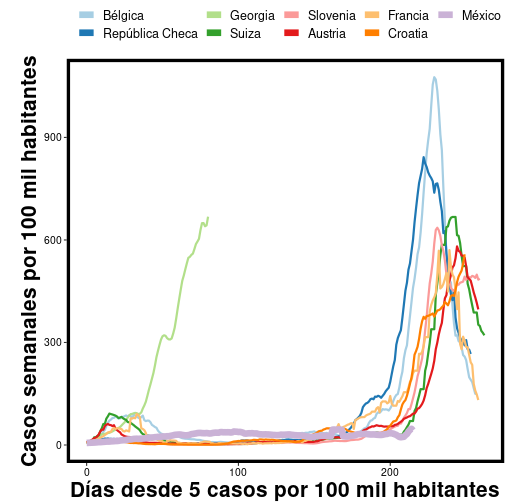 Bélgica Georgia Slovenia Francia México
República Checa Suiza Austria Croatia
Casos semanales por 100 mil habitantes
900
600
300
0
0 100 200
Días desde 5 casos por 100 mil habitantes